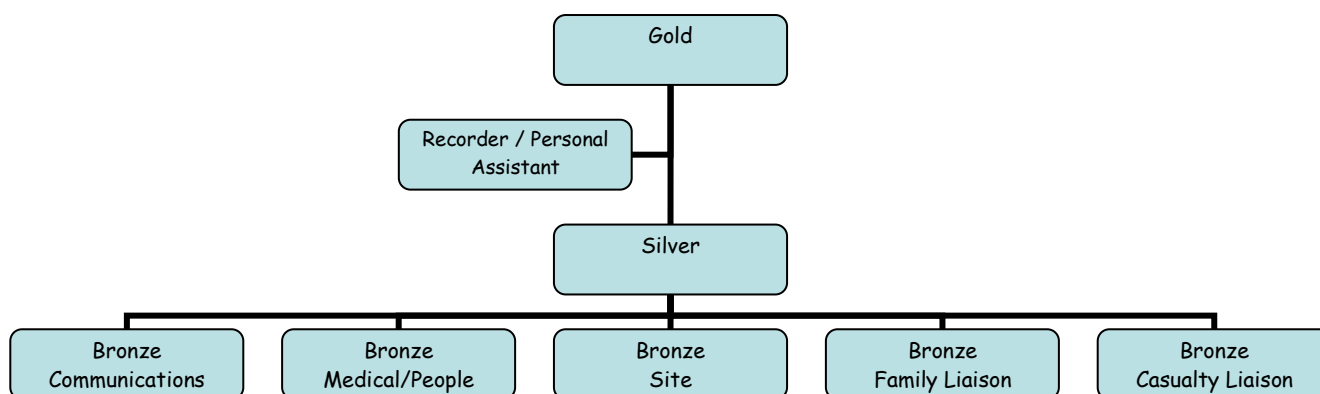 Gold
Recorder / Personal
Assistant
Silver
Bronze
Communications
Bronze
Medical/People
Bronze
Site
Bronze
Family Liaison
Bronze
Casualty Liaison